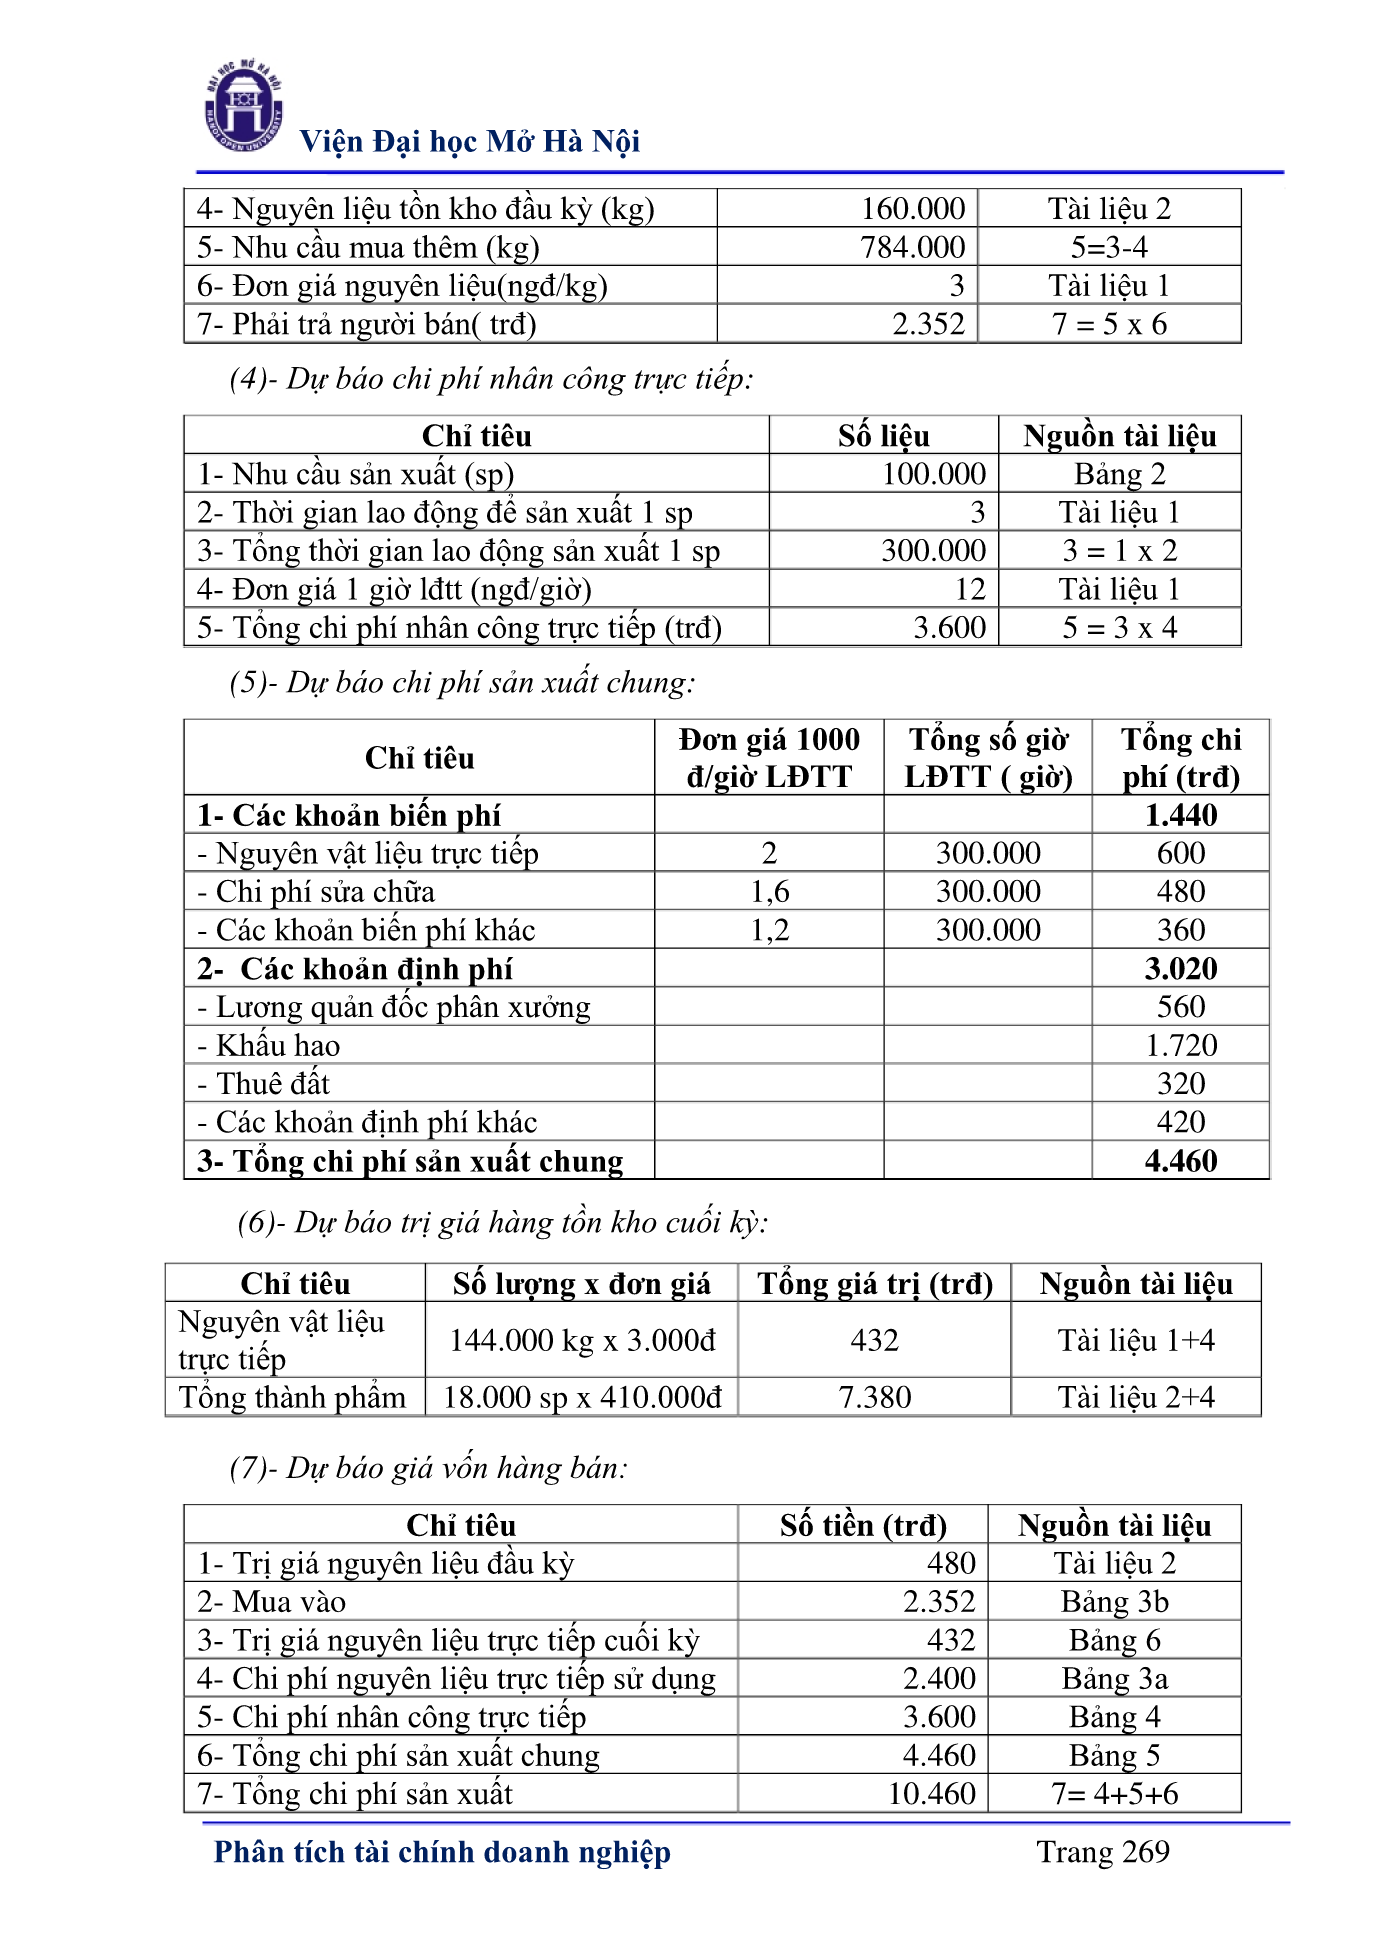 ĐẠI HỌC MỞ HÀ NỘI
HANOI OPEN UNIVERSITY
Viện Đại học Mở Hà Nội
4- Nguyên liệu tồn kho đầu kỳ (kg) 160.000 Tài liệu 2
5- Nhu cầu mua thêm (kg) 784.000 5=3-4
6- Đơn giá nguyên liệu(ngđ/kg) 3 Tài liệu 1
7- Phải trả người bán( trđ) 2.352 7 = 5 x 6
(4)- Dự báo chi phí nhân công trực tiếp:
Chỉ tiêu Số liệu Nguồn tài liệu
1- Nhu cầu sản xuất (sp) 100.000 Bảng 2
2- Thời gian lao động để sản xuất 1 sp 3 Tài liệu 1
3- Tổng thời gian lao động sản xuất 1 sp 300.000 3 = 1 x 2
4- Đơn giá 1 giờ lđtt (ngđ/giờ) 12 Tài liệu 1
5- Tổng chi phí nhân công trực tiếp (trđ) 3.600 5 = 3 x 4
(5)- Dự báo chi phí sản xuất chung:
Chỉ tiêu Đơn giá 1000 đ/giờ LĐTT Tổng số giờ LĐTT ( giờ) Tổng chi phí (trđ)
1- Các khoản biến phí 1.440
- Nguyên vật liệu trực tiếp 2 300.000 600
- Chi phí sửa chữa 1,6 300.000 480
- Các khoản biến phí khác 1,2 300.000 360
2- Các khoản định phí 3.020
- Lương quản đốc phân xưởng 560
- Khấu hao 1.720
- Thuê đất 320
- Các khoản định phí khác 420
3- Tổng chi phí sản xuất chung 4.460
(6)- Dự báo trị giá hàng tồn kho cuối kỳ:
Chỉ tiêu Số lượng x đơn giá Tổng giá trị (trđ) Nguồn tài liệu
Nguyên vật liệu trực tiếp 144.000 kg x 3.000đ 432 Tài liệu 1+4
Tổng thành phẩm 18.000 sp x 410.000đ 7.380 Tài liệu 2+4
(7)- Dự báo giá vốn hàng bán:
Chỉ tiêu Số tiền (trđ) Nguồn tài liệu
1- Trị giá nguyên liệu đầu kỳ 480 Tài liệu 2
2- Mua vào 2.352 Bảng 3b
3- Trị giá nguyên liệu trực tiếp cuối kỳ 432 Bảng 6
4- Chi phí nguyên liệu trực tiếp sử dụng 2.400 Bảng 3a
5- Chi phí nhân công trực tiếp 3.600 Bảng 4
6- Tổng chi phí sản xuất chung 4.460 Bảng 5
7- Tổng chi phí sản xuất 10.460 7= 4+5+6
Phân tích tài chính doanh nghiệp Trang 269